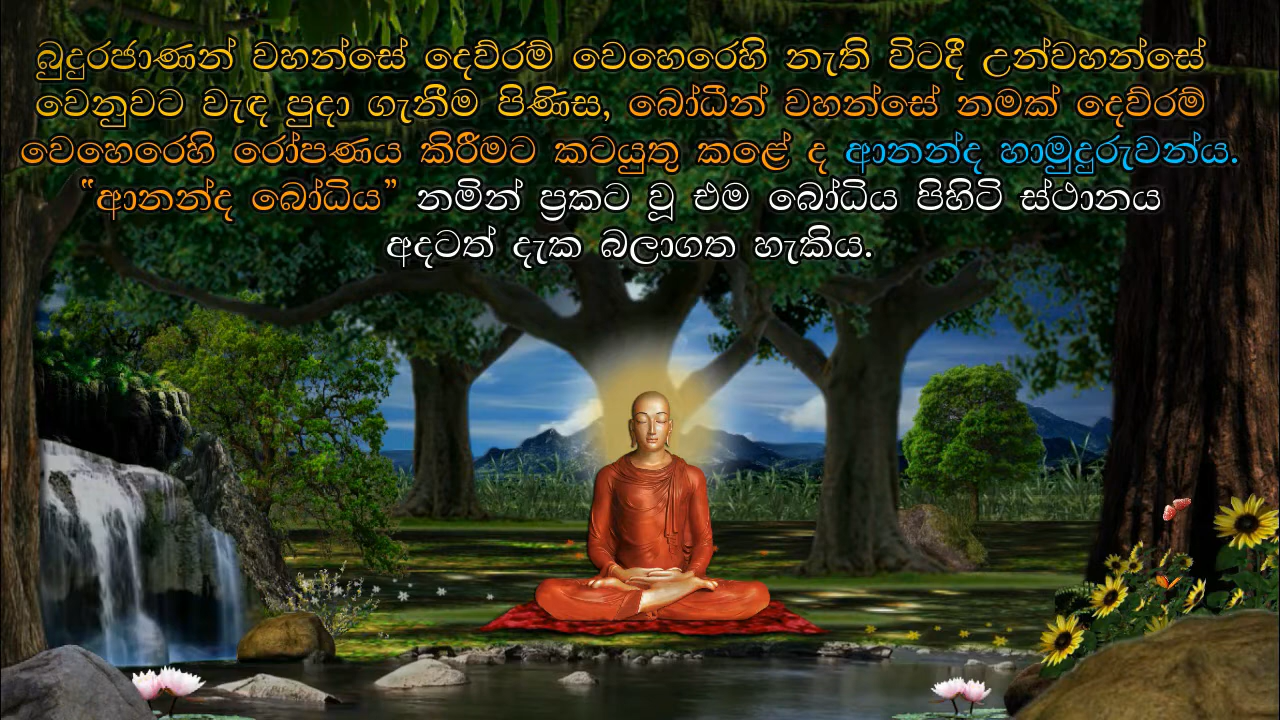 බුදුරජාණන් වහන්සේ දෙව්රම් වෙහෙරෙහි නැති විටදී උන්වහන්සේ
වෙනුවට වැඳ පුදා ගැනීම පිණිස, බෝධීන් වහන්සේ නමක් දෙව්රම්
වෙහෙරෙහි රෝපණය කිරීමට කටයුතු කළේ ද ආනන්ද හාමුදුරුවන්ය.
“ආනන්ද බෝධිය” නමින් ප්‍රකට වූ එම බෝධිය පිහිටි ස්ථානය
අදටත් දැක බලාගත හැකිය.